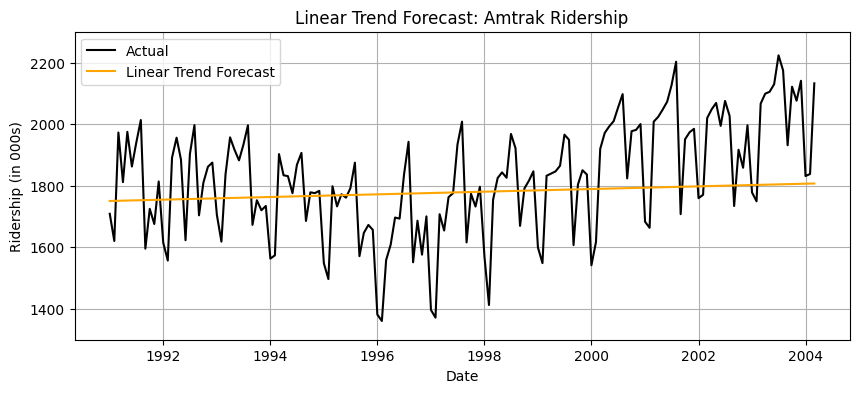 Linear Trend Forecast: Amtrak Ridership
Actual
Linear Trend Forecast
Ridership (in 000s)
2200
2000
1800
1600
1400
1992 1994 1996 1998 2000 2002 2004
Date